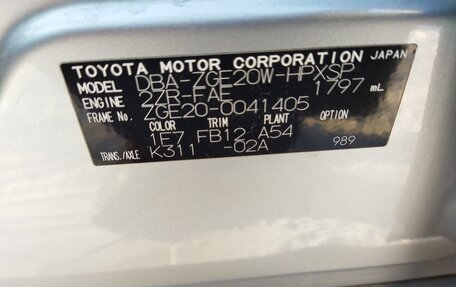 TOYOTA MOTOR CORPORATION JAPAN
MODEL DBA-ZGE20W-HPXSP
ENGINE 2ZR-FAE 1797 mL
FRAME No. ZGE20-0041405
COLOR TRIM PLANT OPTION
1F7 FB12 A54 989
TRANS./AXLE K311 -02A